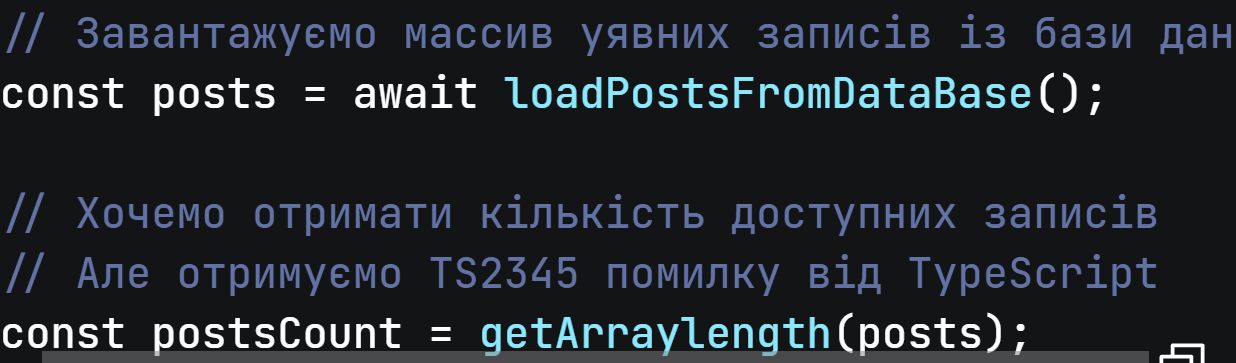 // Завантажуємо массив уявних записів із бази дан
const posts = await loadPostsFromDataBase();
// Хочемо отримати кількість доступних записів
// Але отримуємо TS2345 помилку від TypeScript
const postsCount = getArraylength(posts);